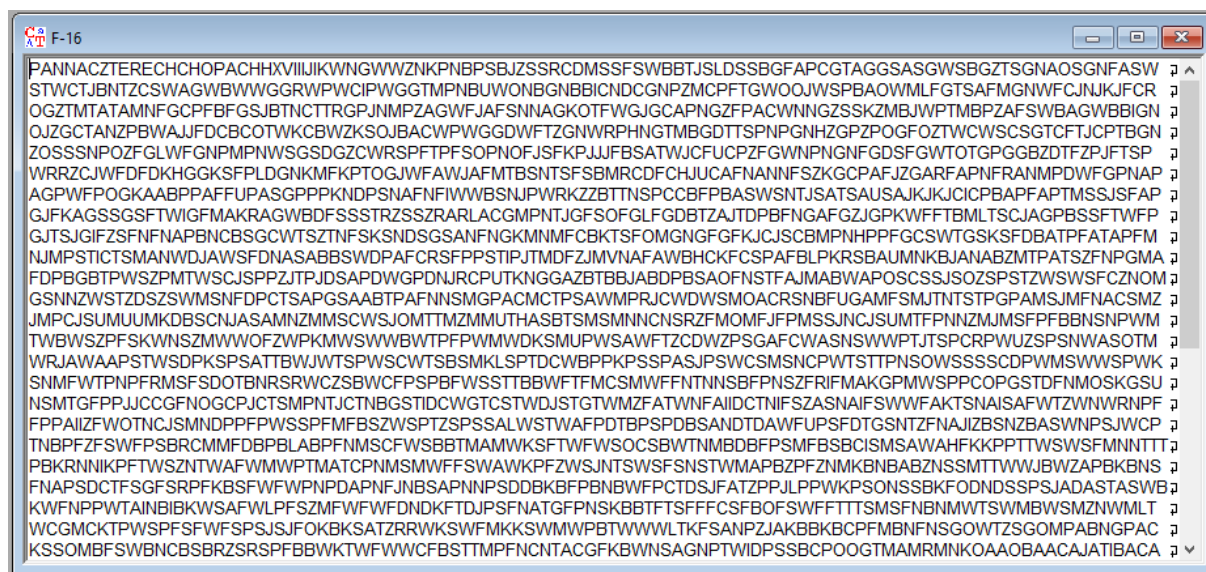 F-16
PANNACZTERECHCHOPACHHXVIIIJIKWNGWWZNKPNBPSBJZSSRCDMSSFSWBBTJSLDSSBGFAPCGTAGGSASGWSBGZTSGNAOSGNFASW
STWCTJBNTZCSWAGWBWWGGRWPWCIPWGGTMPNBUWONBGNBBICNDCGNPZMCPFTGWOOJWSPBAOWMLFGTSAFMGNWFCJNJKJFCR
OGZTMTATAMNFGCPFBFGSJBTNCTTRGPJNMPZAGWFJAFSNNAGKOTFWGJGCAPNGZFPACWNNGZSSKZMBJWPTMBPZAFSWBAGWBBIGN
OJZGCTANZPBWAJJFDCBCOTWKCBWZKSOJBACWPWGGDWFTZGNWRPHNGTMBGDTTSPNPGNHZGPZPOGFOZTWCWSCSGTCFTJCPTBGN
ZOSSSNPOZFGLWFGNPMPNWSGSDGZCWRSPFTPFSOPNOFJSFKPJJJFBSATWJCFUCPZFGWNPNGNFGDSFGWTOTGPGGBZDTFZPJFTSP
WRRZCJWFDFDKHGGKSFPLDGNKMFKPTOGJWFAWJAFMTBSNTSFSBMRCDFCHJUCAFNANNFSZKGCPAFJZGARFAPNFRANMPDWFGPNAP
AGPWFPOGKAABPPAFFUPASGPPPKNDPSNAFNFIWWBSNJPWRKZZBTTNSPCCBFPBASWSNTJSATSAUSAJKJKJCICPBAPFAPTMSSJSFAP
GJFKAGSSGSFTWIGFMAKRAGWBDFSSSTRZSSZRARLACGMPNTJGFSOFGLFGDBTZAJTDPBFNGAFGZJGPKWFFTBMLTSCJAGPBSSFTWFP
GJTSJGIFZSFNFNAPBNCBSGCWTSZTNFSKSNDSGSANFNGKMNMFCBKTSFOMGNGFGFKJCJSCBMPNHPPFGCSWTGSKSFDBATPFATAPFM
NJMPSTICTSMANWDJAWSFDNASABBSWDPAFCRSFPPSTIPJTMDFZJMVNAFAWBHCKFCSPAFBLPKRSBAUMNKBJANABZMTPATSZFNPGMA
FDPBGBTPWSZPMTWSCJSPPZJTPJDSAPDWGPDNJRCPUTKNGGAZBTBBJABDPBSAOFNSTFAJMABWAPOSCSSJSOZSPSTZWSWSFCZNOM
GSNNZWSTZDSZSWMSNFDPCTSAPGSAABTPAFNNSMGPACMCTPSAWMPRJCWDWSMOACRSNBFUGAMFSMJTNTSTPGPAMSJMFNACSMZ
JMPCJSUMUUMKDBSCNJASAMNZMMSCWSJOMTTMZMMUTHASBTSMSMNNCNSRZFMOMFJFPMSSJNCJSUMTFPNNZMJMSFPFBBNSNPWM
TWBWSZPFSKWNSZMWWOFZWPKMWSWWBWTPFPWMWDKSMUPWSAWFTZCDWZPSGAFCWASNSWWPTJTSPCRPWUZSPSNWASOTM
WRJAWAAPSTWSDPKSPSATTBWJWTSPWSCWTSBSMKLSPTDCWBPPKPSSPASJPSWCSMSNCPWTSTTPNSOWSSSSCDPWMSWWSPWK
SNMFWTPNPFRMSFSDOTBNRSRWCZSBWCFPSPBFWSSTTBBWFTFMCSMWFFNTNNSBFPNSZFRIFMAKGPMWSPPCOPGSTDFNMOSKGSU
NSMTGFPPJJCCGFNOGCPJCTSMPNTJCTNBGSTIDCWGTCSTWDJSTGTWMZFATWNFAIIDCTNIFSZASNAIFSWWFAKTSNAISAFWTZWNWRNPF
FPPAIIZFWOTNCJSMNDPPFPWSSPFMFBSZWSPTZSPSSALWSTWAFPDTBPSPDBSANDTDAWFUPSFDTGSNTZFNAJIZBSNZBASWNPSJWCP
TNBPFZFSWFPSBRCMMFDBPBLABPFNMSCFWSBBTMAMWKSFTWFWSOCSBWTNMBDBFPSMFBSBCISMSAWAHFKKPPTTWSWSFMNNTTT
PBKRNNIKPFTWSZNTWAFWMWPTMATCPNMSMWFFSWAWKPFZWSJNTSWSFSNSTWMAPBZPFZNMKBNBABZNSSMTTWWJBWZAPBKBNS
FNAPSDCTFSGFSRPFKBSFWFWPNPDAPNFJNBSAPNNPSDDBKBFPBNBWFPCTDSJFATZPPJLPPWKPSONSSBKFODNDSSPSJADASTASWB
KWFNPPWTAINBIBKWSAFWLPFSZMFWFWFDNDKFTDJPSFNATGFPNSKBBTFTSFFFCSFBOFSWFFTTTSMSFNBNMWTSWMBWSMZNWMLT
WCGMCKTPWSPFSFWFSPSJSJFOKBKSATZRRWKSWFMKKSWMWPBTWWWLTKFSANPZJAKBBKBCPFMBNFNSGOWTZSGOMPABNGPAC
KSSOMBFSWBNCBSBRZSRSPFBBWKTWFWWCFBSTTMPFNCNTACGFKBWNSAGNPTWIDPSSBCPOOGTMAMRMNKOAAOBAACAJATIBACA